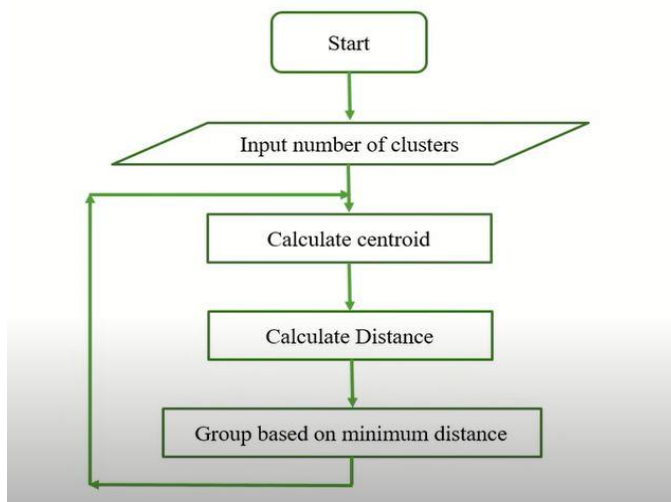 Start
Input number of clusters
Calculate centroid
Calculate Distance
Group based on minimum distance